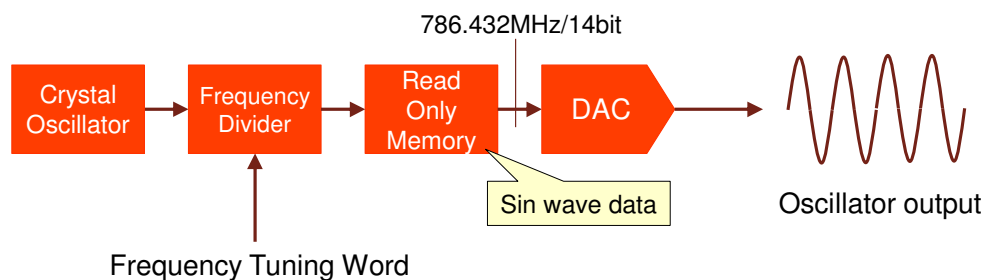 786.432MHz/14bit
Crystal
Oscillator
Frequency
Divider
Read
Only
Memory
DAC
Sin wave data
Oscillator output
Frequency Tuning Word